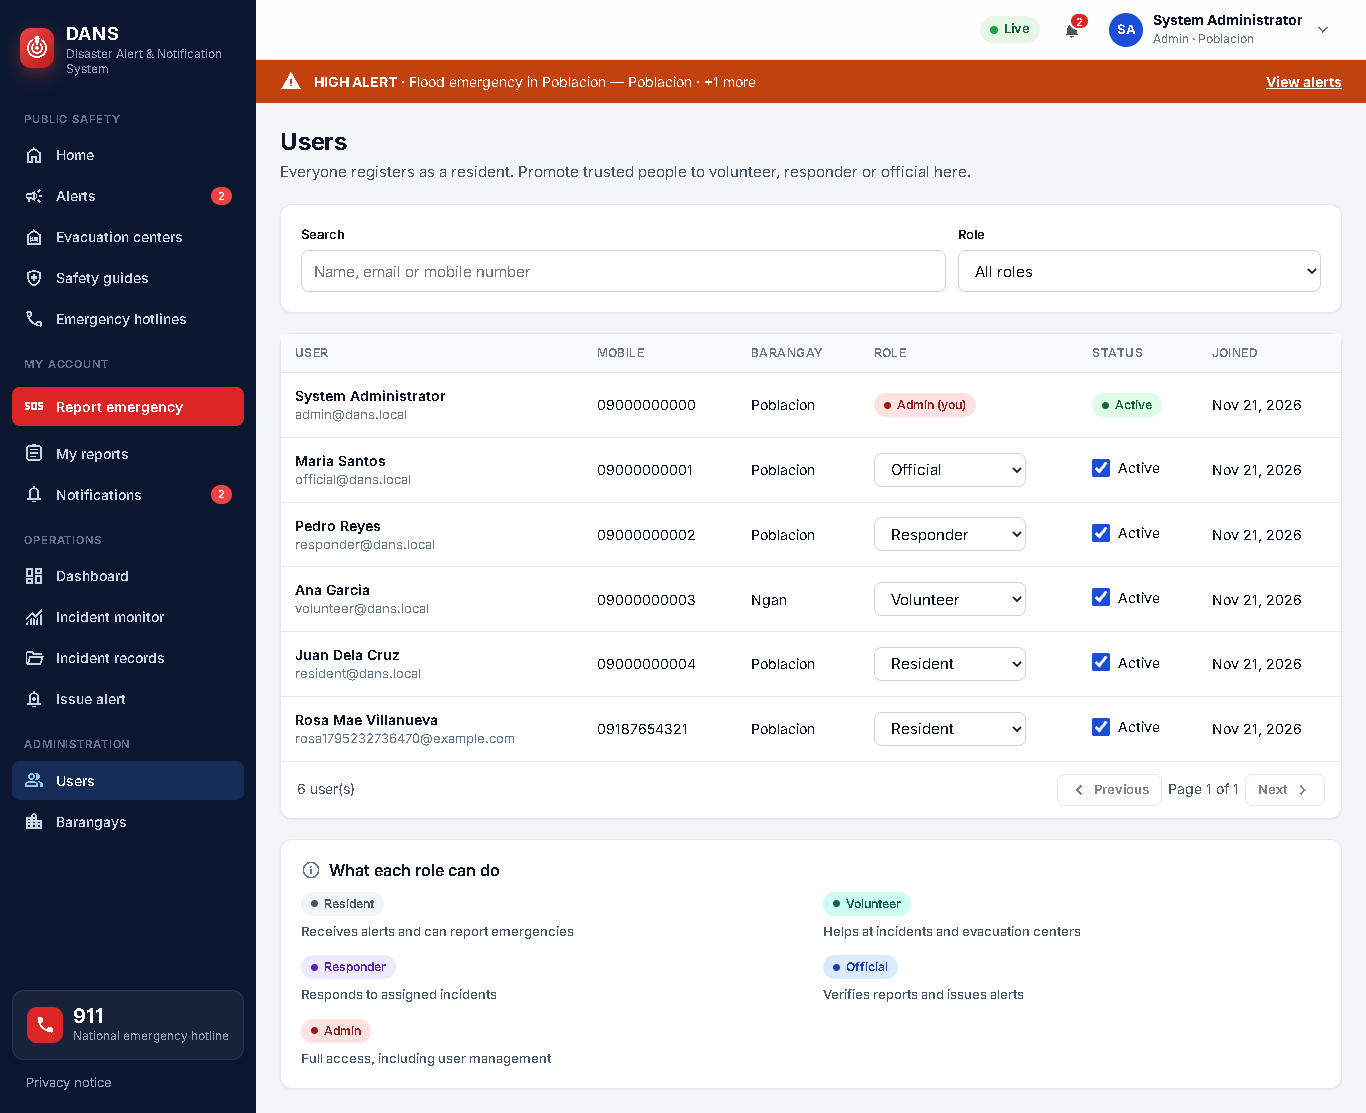 DANS
Disaster Alert & Notification
System
PUBLIC SAFETY
Home
Alerts 2
Evacuation centers
Safety guides
Emergency hotlines
MY ACCOUNT
SOS Report emergency
My reports
Notifications 2
OPERATIONS
Dashboard
Incident monitor
Incident records
Issue alert
ADMINISTRATION
Users
Barangays
911
National emergency hotline
Privacy notice
Live
2
SA
System Administrator
Admin · Poblacion
HIGH ALERT · Flood emergency in Poblacion — Poblacion · +1 more
View alerts
Users
Everyone registers as a resident. Promote trusted people to volunteer, responder or official here.
Search
Name, email or mobile number
Role
All roles
USER MOBILE BARANGAY ROLE STATUS JOINED
System Administrator
admin@dans.local
09000000000 Poblacion Admin (you) Active Nov 21, 2026
Maria Santos
official@dans.local
09000000001 Poblacion Official Active Nov 21, 2026
Pedro Reyes
responder@dans.local
09000000002 Poblacion Responder Active Nov 21, 2026
Ana Garcia
volunteer@dans.local
09000000003 Ngan Volunteer Active Nov 21, 2026
Juan Dela Cruz
resident@dans.local
09000000004 Poblacion Resident Active Nov 21, 2026
Rosa Mae Villanueva
rosa1795232736470@example.com
09187654321 Poblacion Resident Active Nov 21, 2026
6 user(s)
Previous Page 1 of 1 Next
What each role can do
Resident
Receives alerts and can report emergencies
Volunteer
Helps at incidents and evacuation centers
Responder
Responds to assigned incidents
Official
Verifies reports and issues alerts
Admin
Full access, including user management